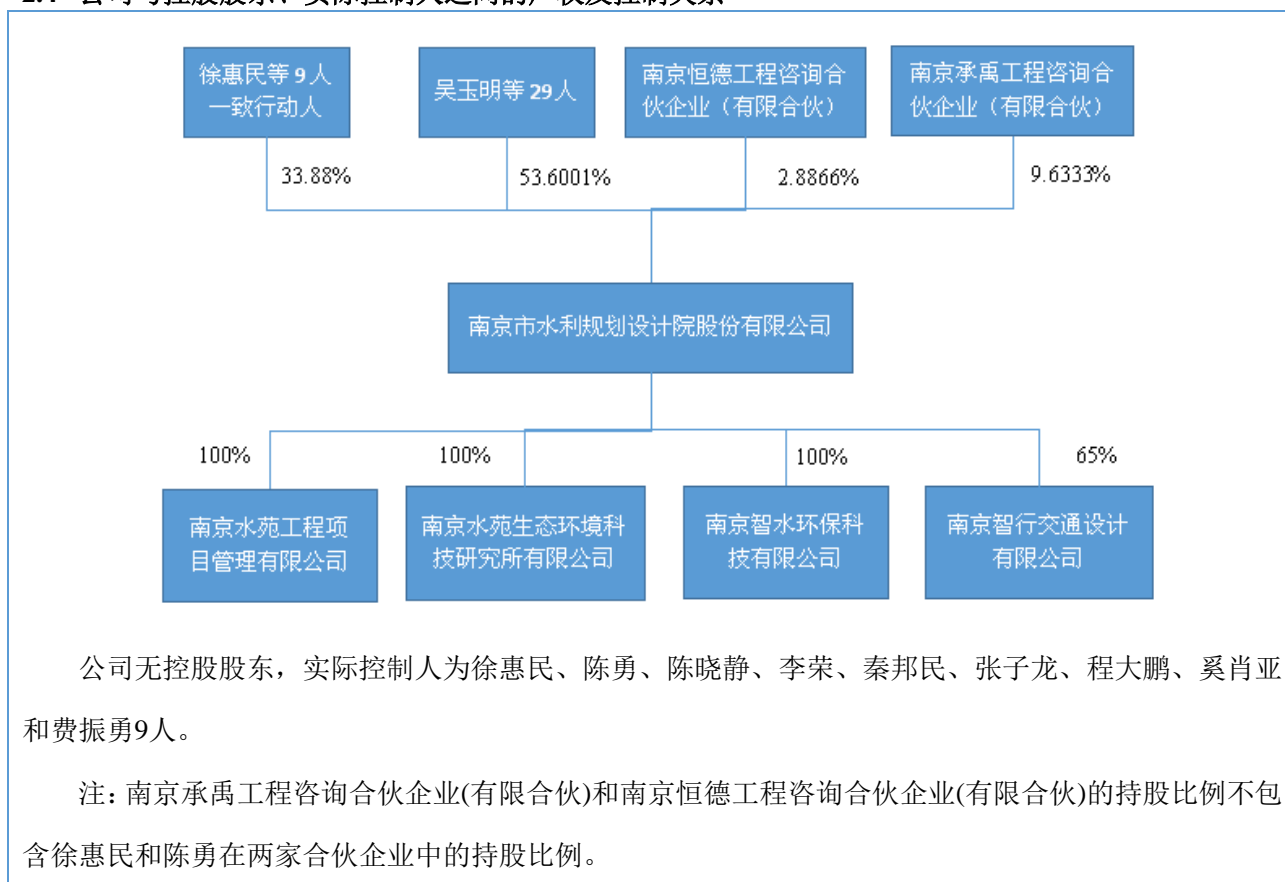 徐惠民等 9 人
一致行动人
吴玉明等 29 人
南京恒德工程咨询合
伙企业（有限合伙）
南京承禹工程咨询合
伙企业（有限合伙）
33.88%
53.6001%
2.8866%
9.6333%
南京市水利规划设计院股份有限公司
100%
100%
100%
65%
南京水苑工程项
目管理有限公司
南京水苑生态环境科
技研究所有限公司
南京智水环保科
技有限公司
南京智行交通设计
有限公司
公司无控股股东，实际控制人为徐惠民、陈勇、陈晓静、李荣、秦邦民、张子龙、程大鹏、奚肖亚
和费振勇9人。
注：南京承禹工程咨询合伙企业(有限合伙)和南京恒德工程咨询合伙企业(有限合伙)的持股比例不包
含徐惠民和陈勇在两家合伙企业中的持股比例。